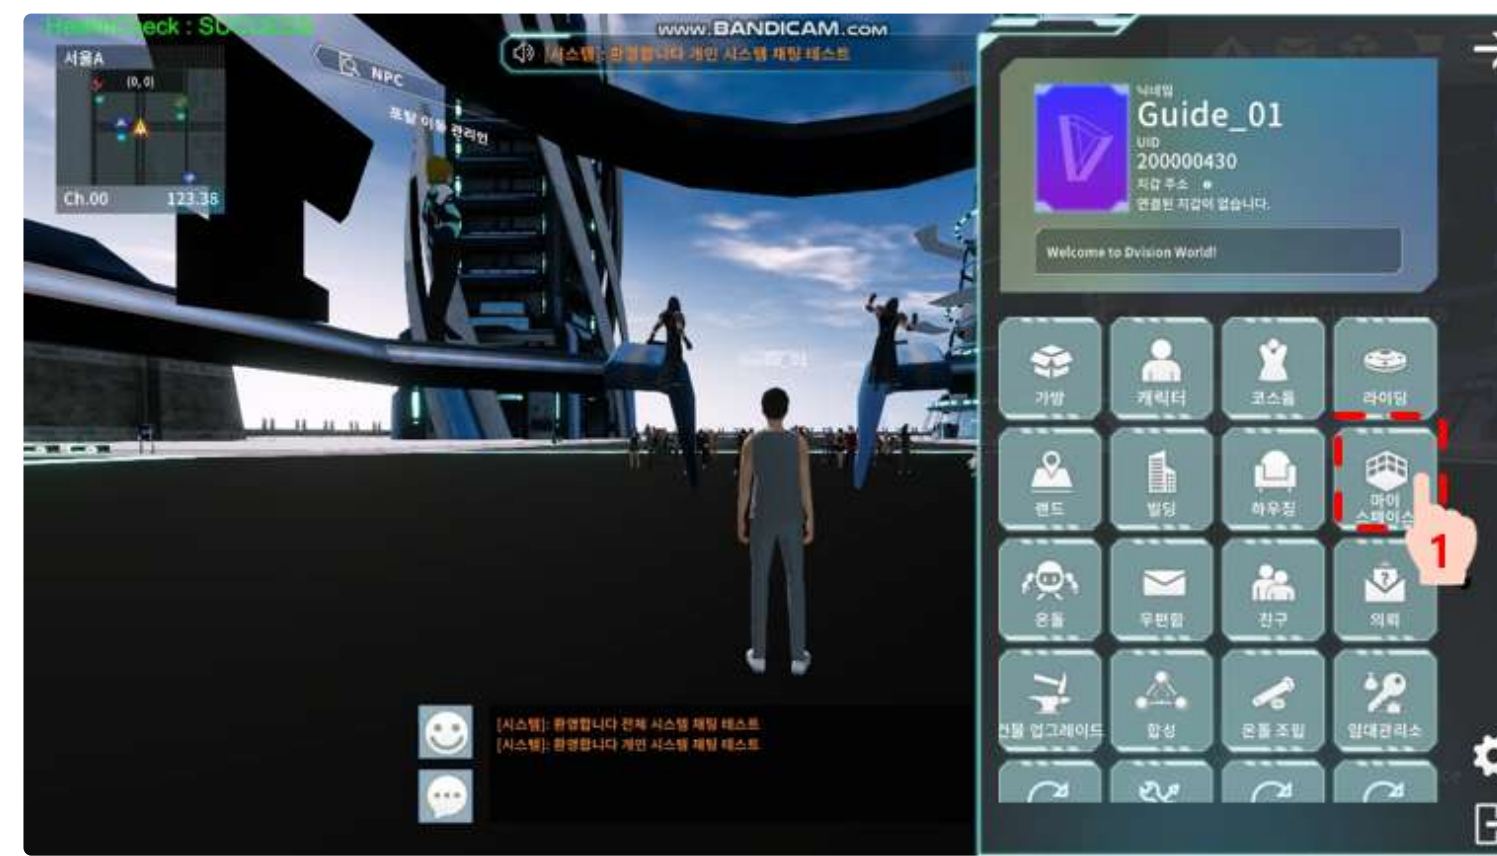 www.BANDICAM.com
서울A
(0, 0)
Ch.00
123.38
NPC
포탈 이동 관리인
[시스템]: 환영합니다 개인 시스템 채팅 테스트
닉네임
Guide_01
UID
200000430
지갑 주소
연결된 지갑이 없습니다.
Welcome to Dvision World!
가방
캐릭터
코스튬
라이딩
랜드
빌딩
하우징
마이
스페이스
1
온돌
우편함
친구
의뢰
건물 업그레이드
합성
온돌 조립
임대관리소
[시스템]: 환영합니다 전체 시스템 채팅 테스트
[시스템]: 환영합니다 개인 시스템 채팅 테스트